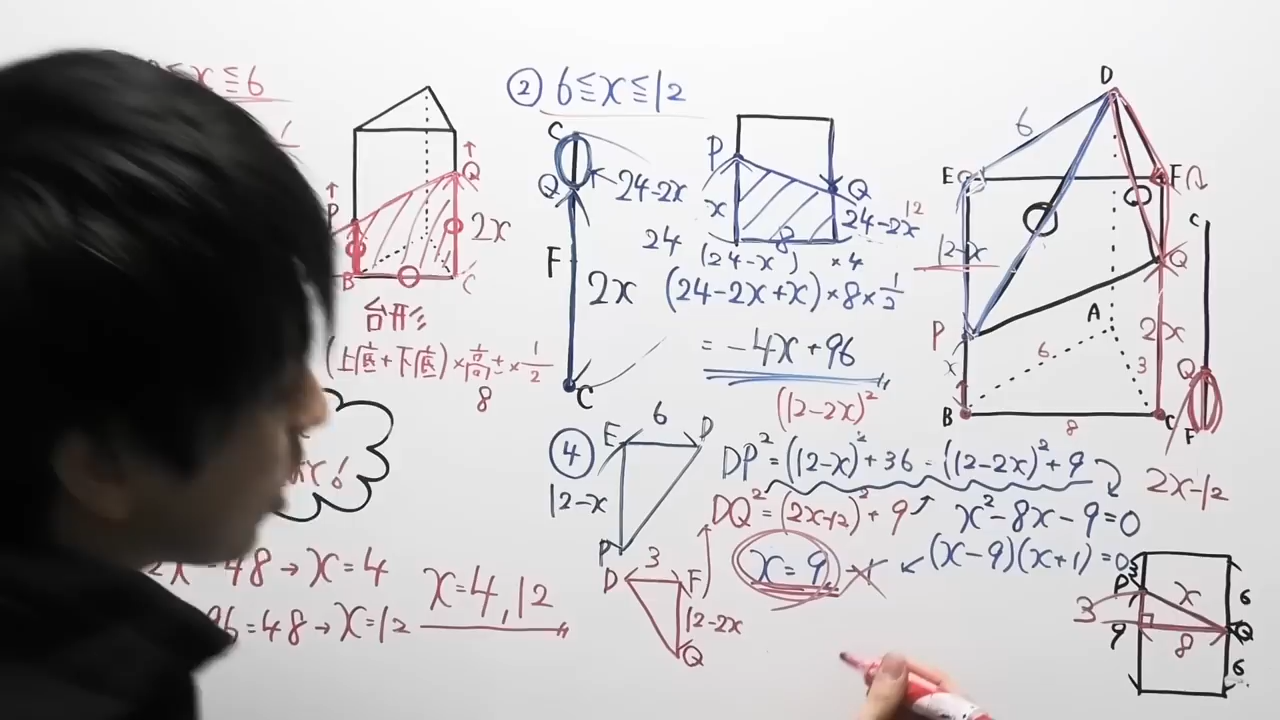 ≦x≦6
P
Q
B
C
2x
台形
(上底+下底)×高さ×1/2
8
48→x=4
=48→x=12
x=4,12
② 6≦x≦12
C
Q
24-2x
F
2x
C
P
Q
x
8
24-2x
12
24
(24-x)
×4
(24-2x+x)×8×1/2
=-4x+96
(12-2x)²
④
E
6
D
12-x
P
D
3
F
12-2x
Q
DP²=(12-x)²+36=(12-2x)²+9
DQ²=(2x-12)²+9
x²-8x-9=0
(x-9)(x+1)=0
x=9
D
6
E
F
12-x
Q
P
A
2x
x
6
3
B
8
C
C
Q
F
2x-12
P
x
6
3
Q
9
8
6